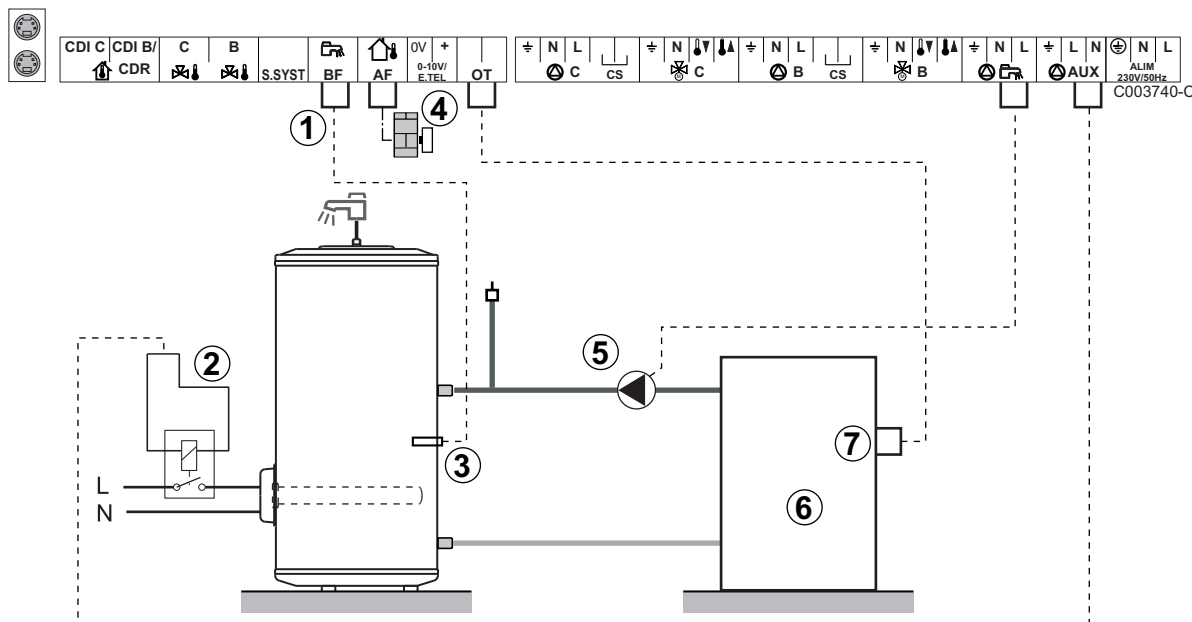 CDI C CDI B/ C B 0V + N L N N L N N L L N N L
CDR S.SYST BF AF 0-10V/ E.TEL OT C CS C B CS B AUX ALIM 230V/50Hz
C003740-C
1
4
2
5
3
7
6
L
N